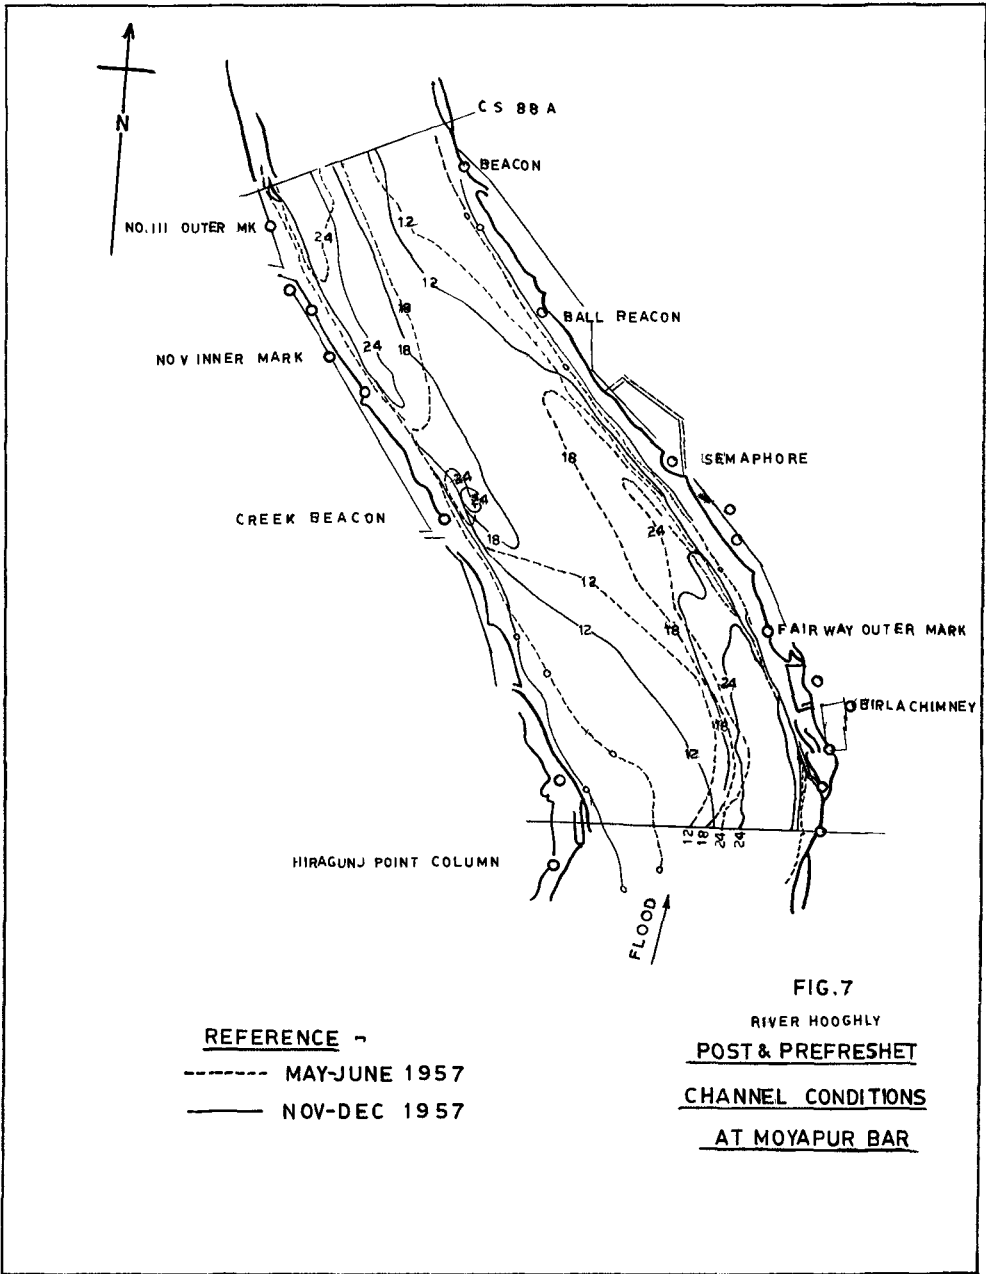 N
CS 88A
BEACON
NO.III OUTER MK
12
24
12
18
BALL BEACON
24
18
NO V INNER MARK
18
SEMAPHORE
24
24
CREEK BEACON
24
18
12
12
18
FAIRWAY OUTER MARK
24
BIRLA CHIMNEY
18
12
12
18
24
24
HIRAGUNJ POINT COLUMN
FLOOD
FIG.7
RIVER HOOGHLY
POST & PREFRESHET
CHANNEL CONDITIONS
AT MOYAPUR BAR
REFERENCE -
MAY-JUNE 1957
NOV-DEC 1957